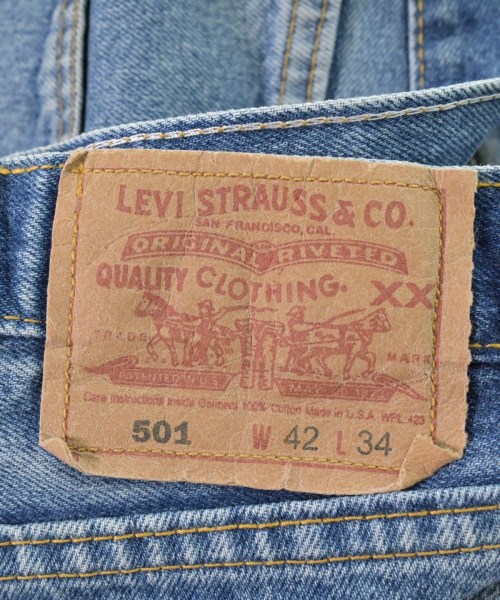 LEVI STRAUSS & CO.
SAN FRANCISCO, CAL.
ORIGINAL RIVETED
QUALITY CLOTHING. XX
TRADE MARK
Care Instructions Inside Garment 100% Cotton Made in U.S.A. WPL 423
501 W 42 L 34